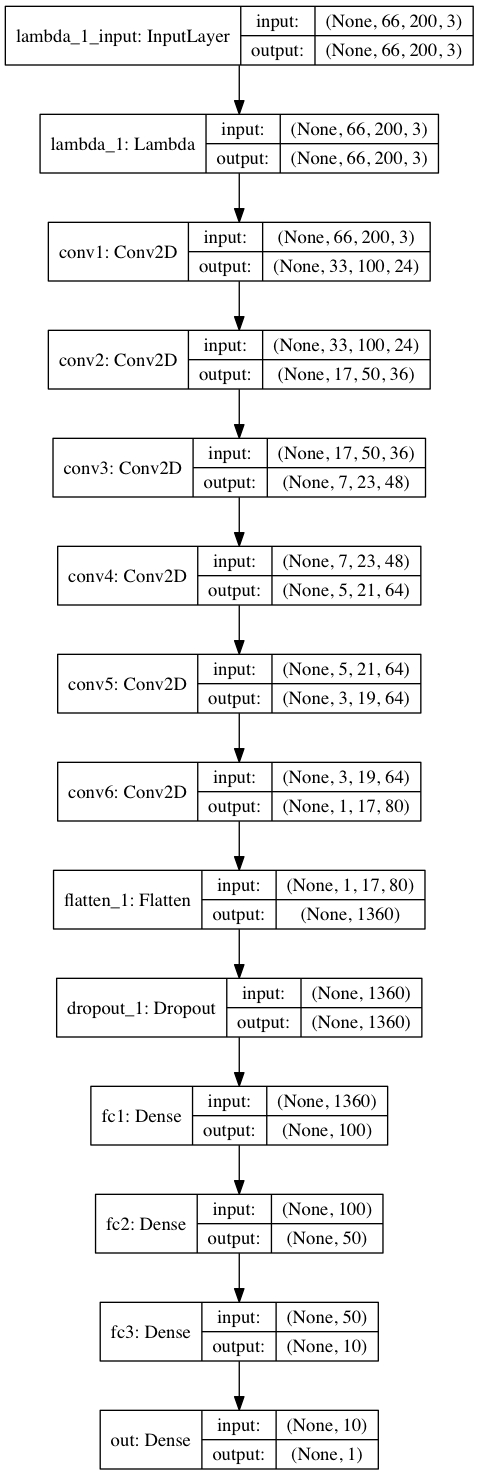 lambda_1_input: InputLayer
input: (None, 66, 200, 3)
output: (None, 66, 200, 3)
lambda_1: Lambda
input: (None, 66, 200, 3)
output: (None, 66, 200, 3)
conv1: Conv2D
input: (None, 66, 200, 3)
output: (None, 33, 100, 24)
conv2: Conv2D
input: (None, 33, 100, 24)
output: (None, 17, 50, 36)
conv3: Conv2D
input: (None, 17, 50, 36)
output: (None, 7, 23, 48)
conv4: Conv2D
input: (None, 7, 23, 48)
output: (None, 5, 21, 64)
conv5: Conv2D
input: (None, 5, 21, 64)
output: (None, 3, 19, 64)
conv6: Conv2D
input: (None, 3, 19, 64)
output: (None, 1, 17, 80)
flatten_1: Flatten
input: (None, 1, 17, 80)
output: (None, 1360)
dropout_1: Dropout
input: (None, 1360)
output: (None, 1360)
fc1: Dense
input: (None, 1360)
output: (None, 100)
fc2: Dense
input: (None, 100)
output: (None, 50)
fc3: Dense
input: (None, 50)
output: (None, 10)
out: Dense
input: (None, 10)
output: (None, 1)